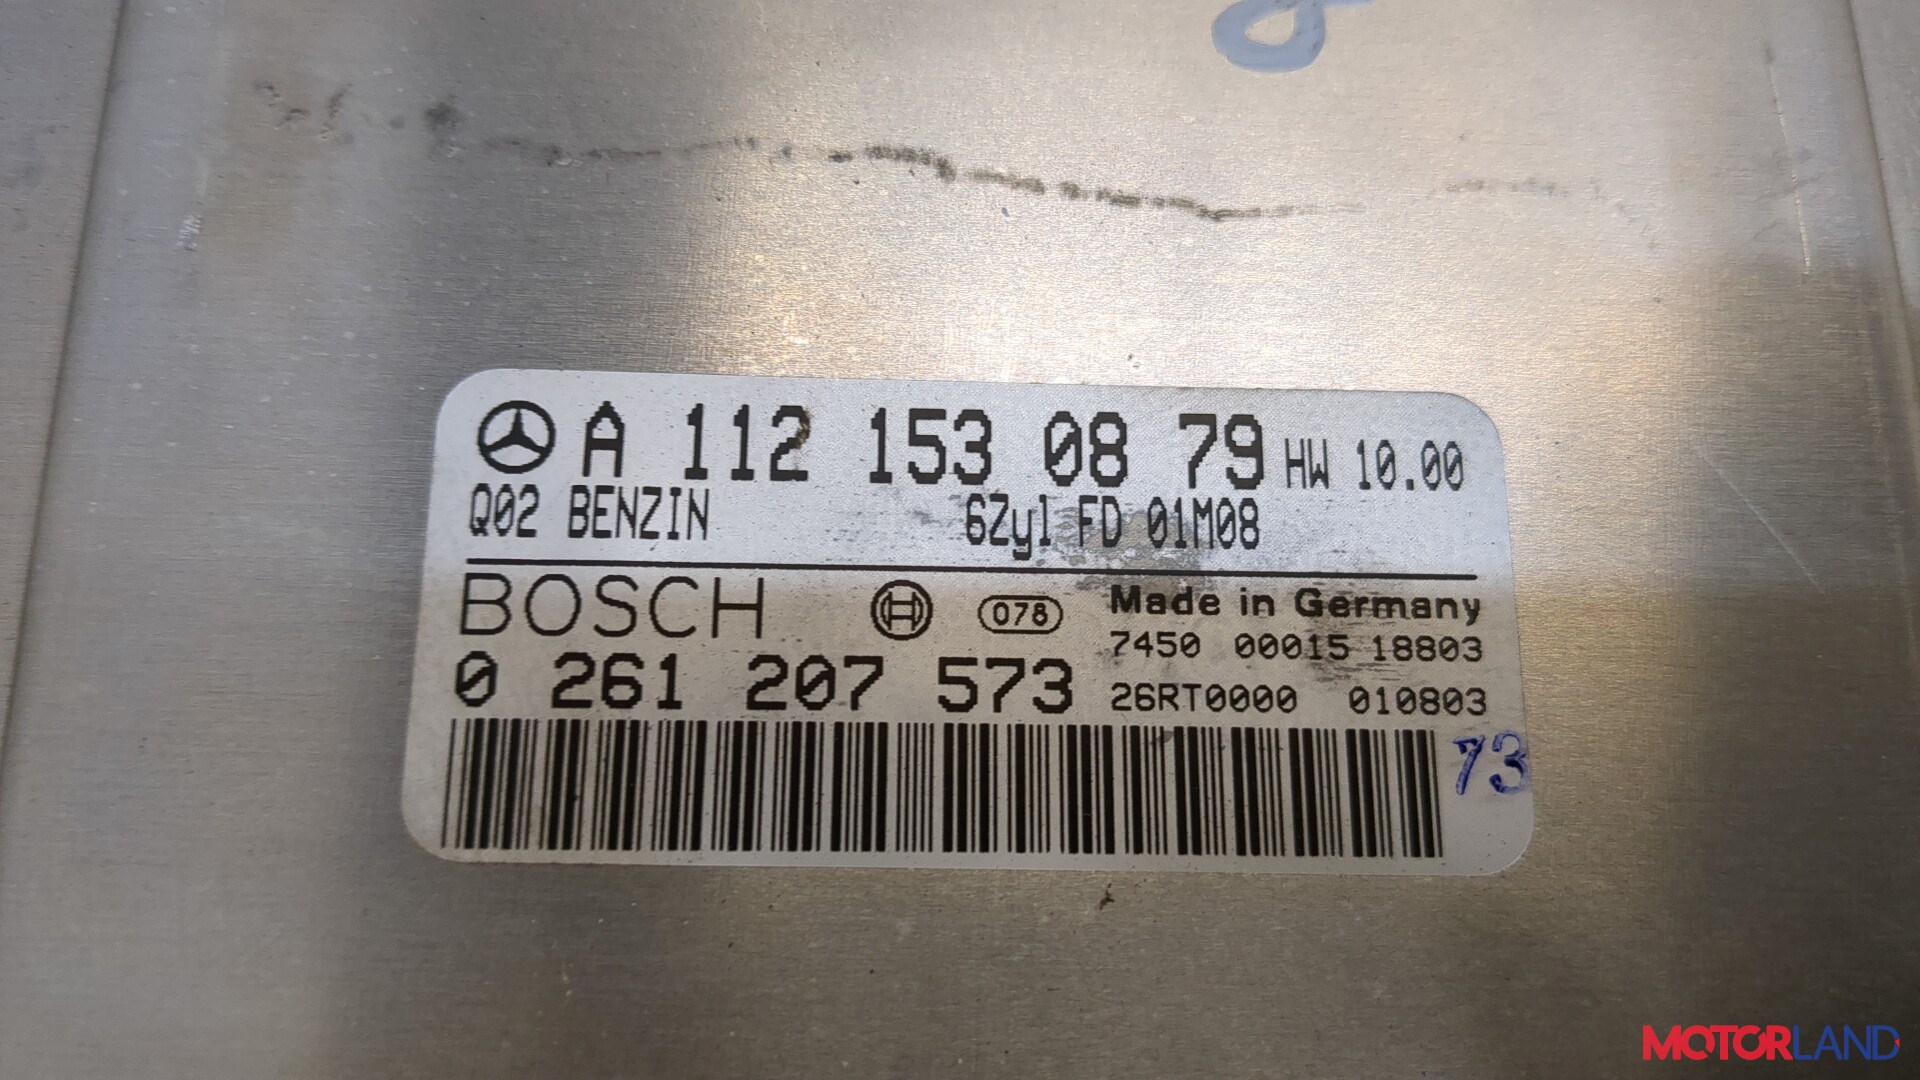 8
A 112 153 08 79 HW 10.00
Q02 BENZIN 6Zyl FD 01M08
BOSCH 078 Made in Germany
7450 00015 18803
0 261 207 573 26RT0000 010803
73
MOTORLAND